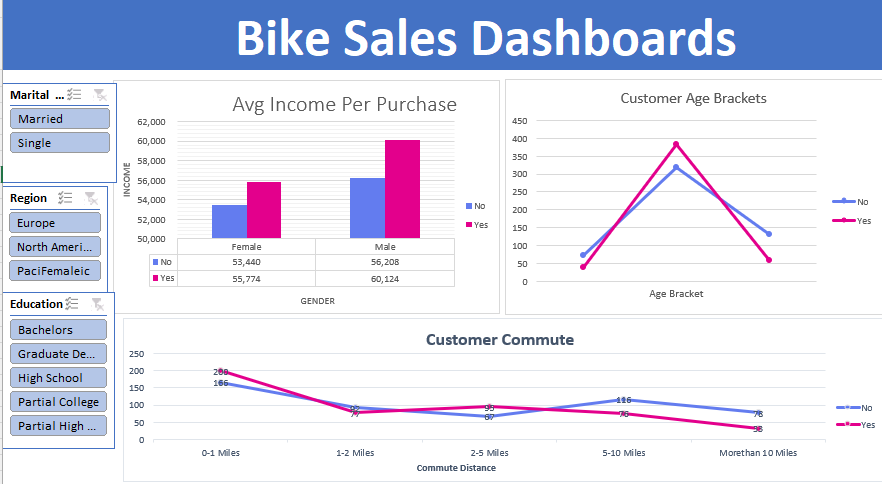 Bike Sales Dashboards
Marital ...
Married
Single
Region
Europe
North Ameri...
PaciFemaleic
Education
Bachelors
Graduate De...
High School
Partial College
Partial High ...
Avg Income Per Purchase
INCOME
62,000
60,000
58,000
56,000
54,000
52,000
50,000
Female Male
No 53,440 56,208
Yes 55,774 60,124
GENDER
No
Yes
Customer Age Brackets
450
400
350
300
250
200
150
100
50
0
Age Bracket
No
Yes
Customer Commute
250
200
150
100
50
0
200
166
77
95
67
116
76
78
33
0-1 Miles 1-2 Miles 2-5 Miles 5-10 Miles Morethan 10 Miles
Commute Distance
No
Yes